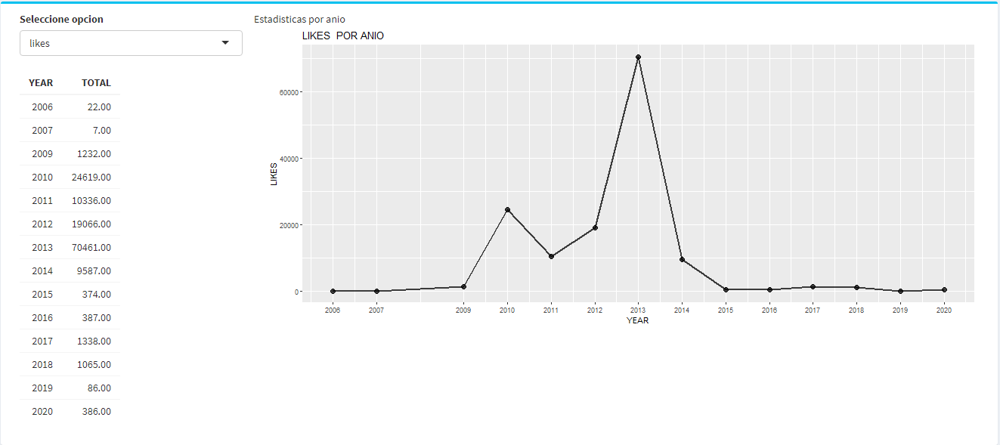 Seleccione opcion
likes
YEAR TOTAL
2006 22.00
2007 7.00
2009 1232.00
2010 24619.00
2011 10336.00
2012 19066.00
2013 70461.00
2014 9587.00
2015 374.00
2016 387.00
2017 1338.00
2018 1065.00
2019 86.00
2020 386.00
Estadisticas por anio
LIKES  POR ANIO
60000
40000
20000
0
LIKES
2006 2007 2009 2010 2011 2012 2013 2014 2015 2016 2017 2018 2019 2020
YEAR